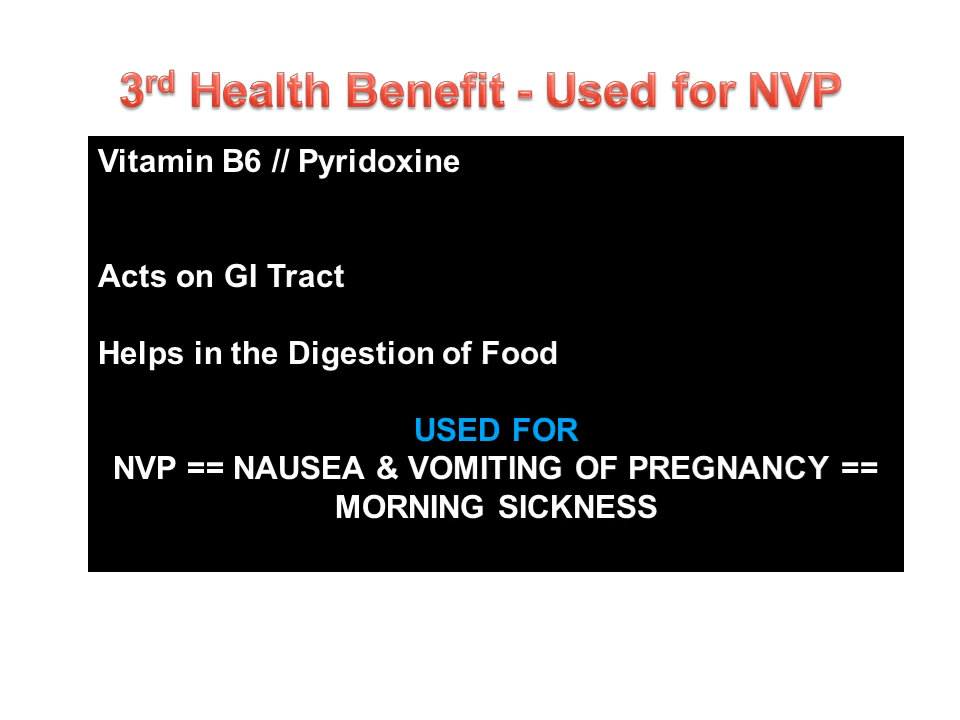 3rd Health Benefit - Used for NVP
Vitamin B6 // Pyridoxine
Acts on GI Tract
Helps in the Digestion of Food
USED FOR
NVP == NAUSEA & VOMITING OF PREGNANCY ==
MORNING SICKNESS